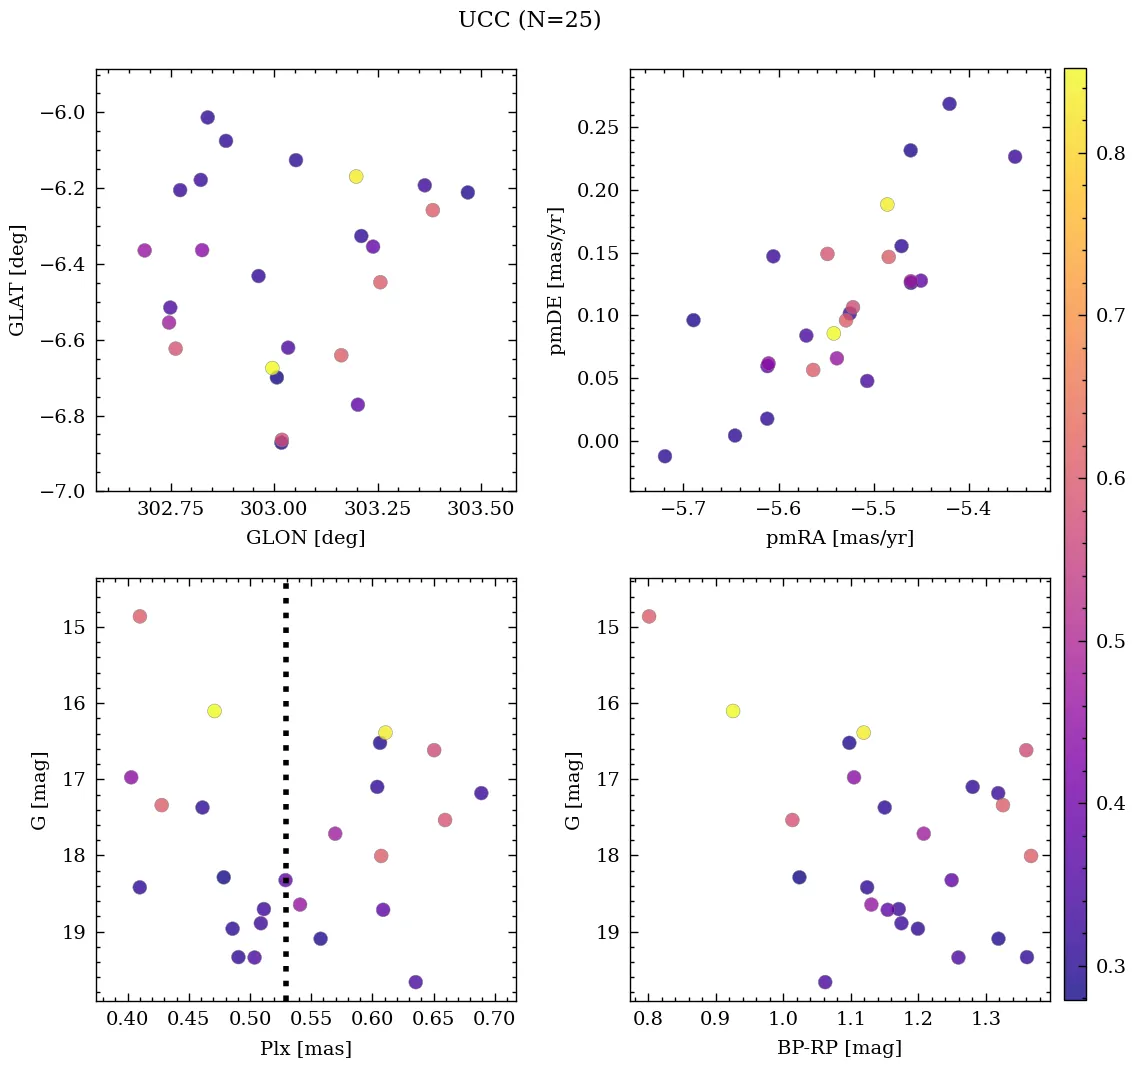 UCC (N=25)
−6.0
−6.2
−6.4
−6.6
−6.8
−7.0
GLAT [deg]
302.75 303.00 303.25 303.50
GLON [deg]
0.25
0.20
0.15
0.10
0.05
0.00
pmDE [mas/yr]
−5.7 −5.6 −5.5 −5.4
pmRA [mas/yr]
0.8
0.7
0.6
0.5
0.4
0.3
15
16
17
18
19
G [mag]
0.40 0.45 0.50 0.55 0.60 0.65 0.70
Plx [mas]
15
16
17
18
19
G [mag]
0.8 0.9 1.0 1.1 1.2 1.3
BP-RP [mag]